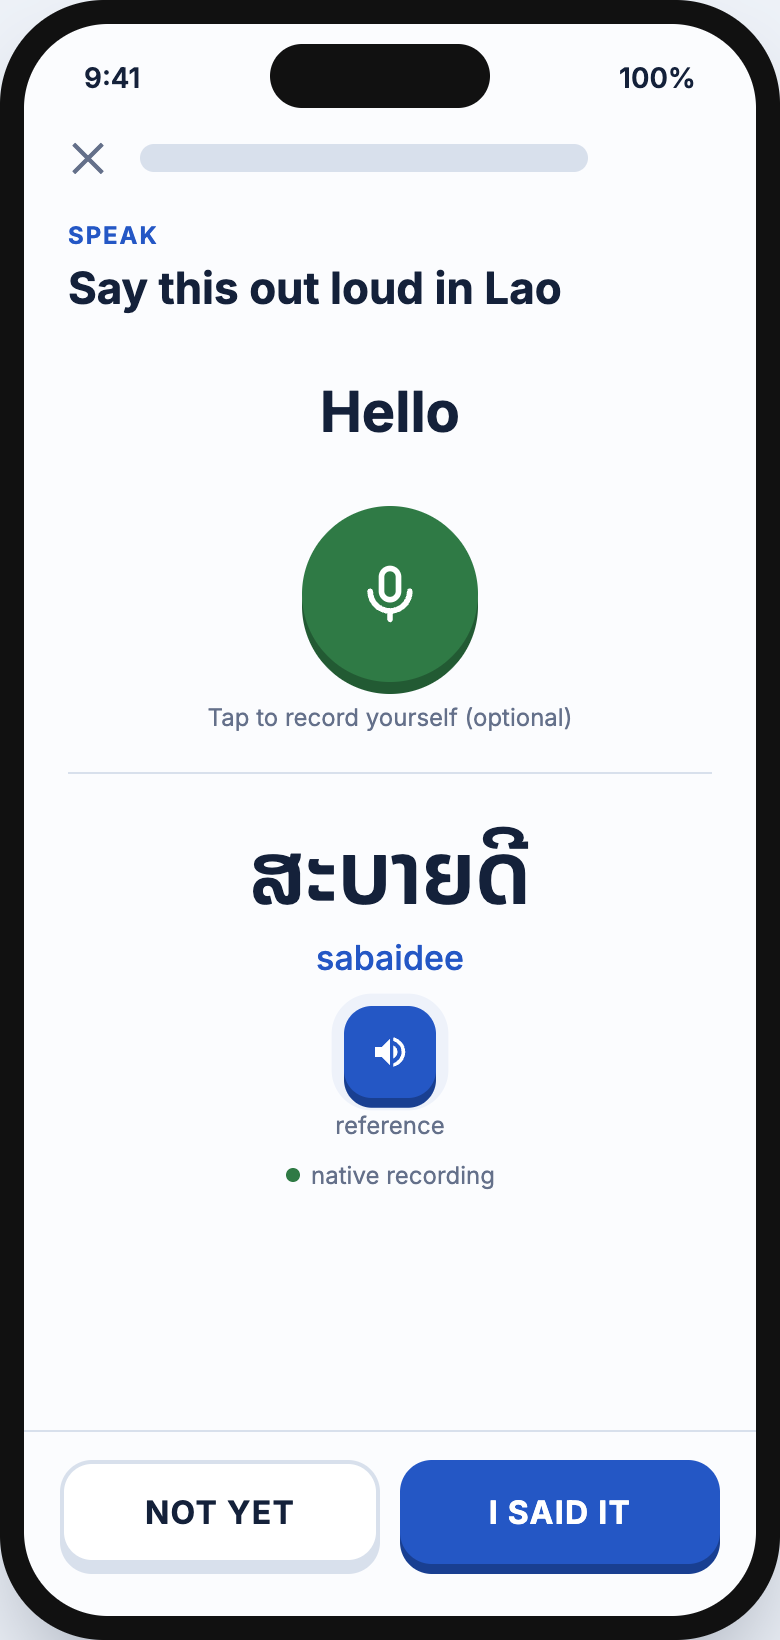 9:41
100%
SPEAK
Say this out loud in Lao
Hello
Tap to record yourself (optional)
ສະບາຍດີ
sabaidee
reference
native recording
NOT YET
I SAID IT